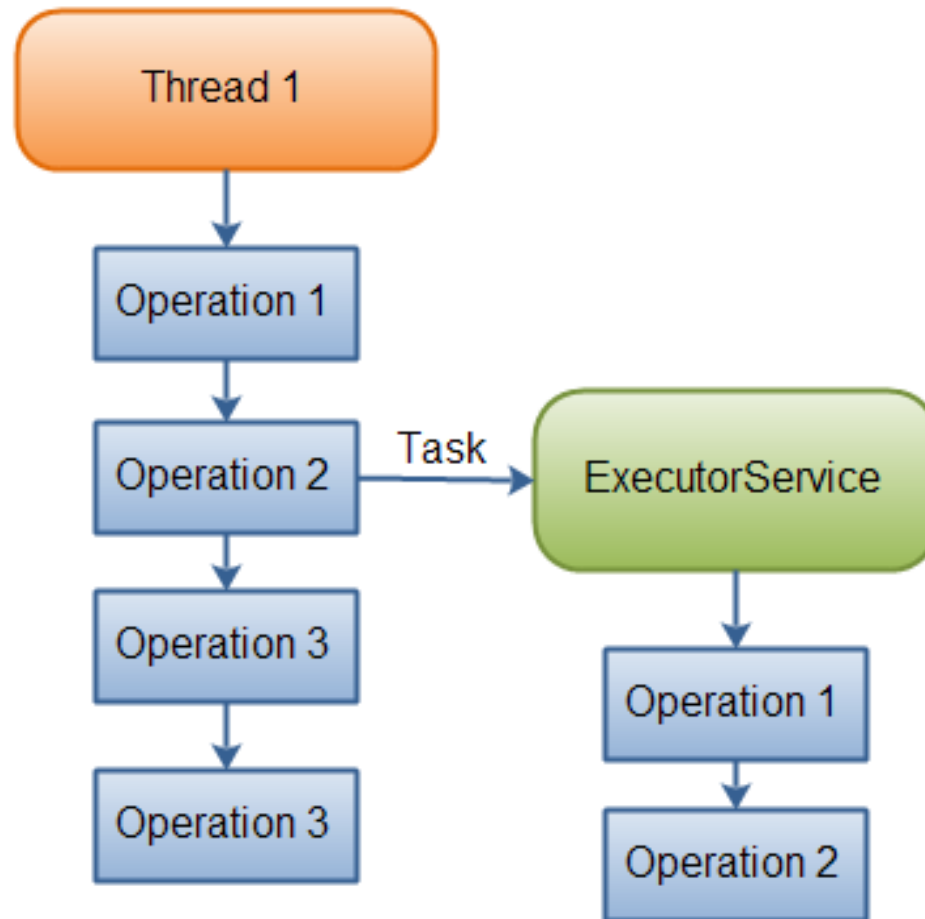 Thread 1
Operation 1
Operation 2
Task
ExecutorService
Operation 3
Operation 1
Operation 3
Operation 2